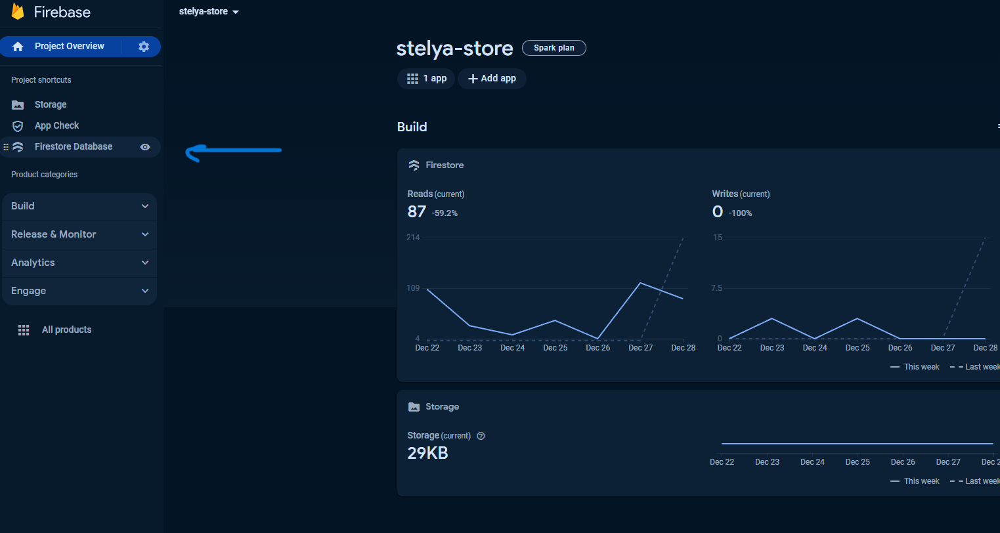 Firebase
stelya-store
Project Overview
Project shortcuts
Storage
App Check
Firestore Database
Product categories
Build
Release & Monitor
Analytics
Engage
All products
stelya-store Spark plan
1 app Add app
Build
Firestore
Reads (current)
87 -59.2%
214
109
4
Dec 22 Dec 23 Dec 24 Dec 25 Dec 26 Dec 27 Dec 28
Writes (current)
0 -100%
15
7.5
0
Dec 22 Dec 23 Dec 24 Dec 25 Dec 26 Dec 27 Dec 28
This week Last week
Storage
Storage (current)
29KB
Dec 22 Dec 23 Dec 24 Dec 25 Dec 26 Dec 27 Dec 2
This week Last week